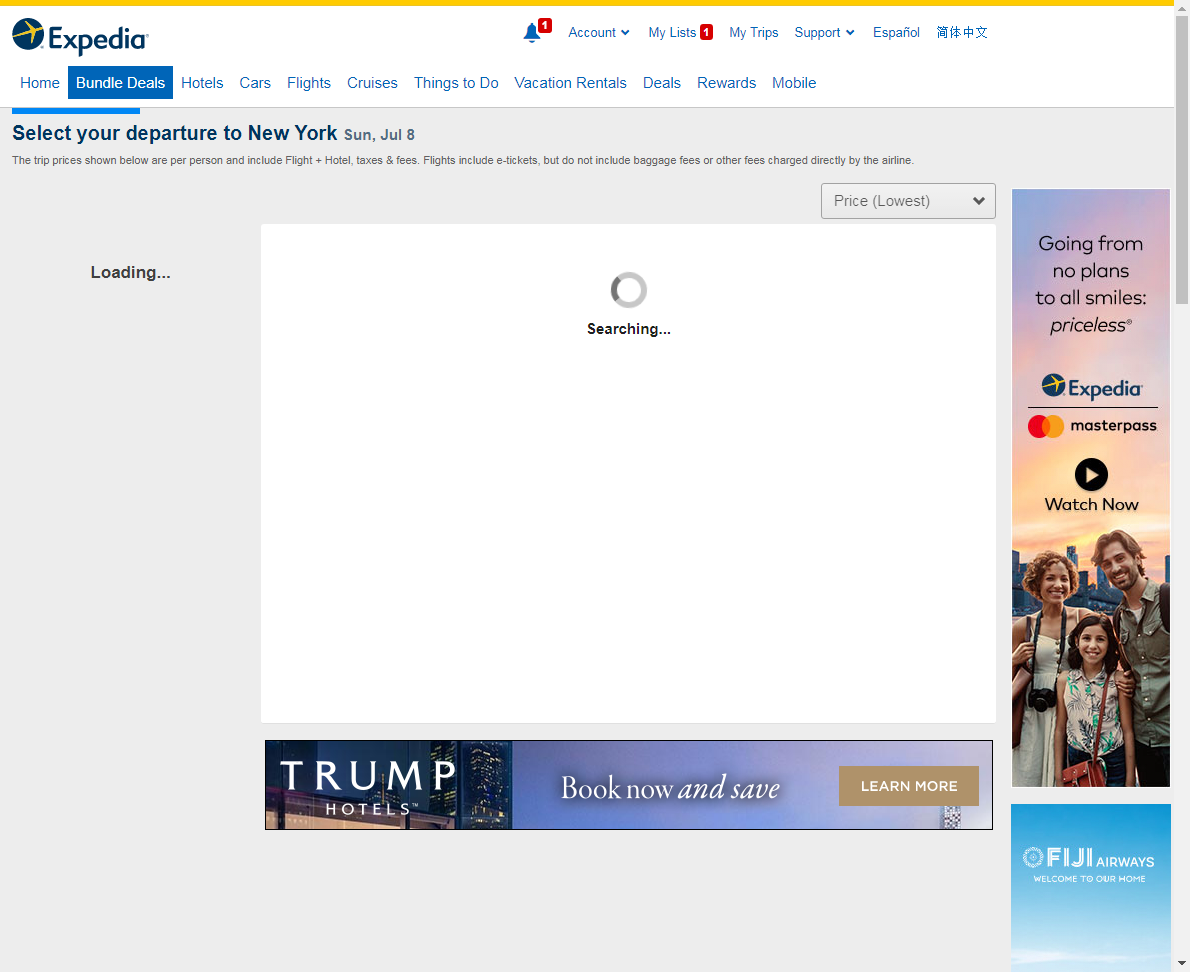 Expedia
1
Account
My Lists 1
My Trips
Support
Español
简体中文
Home
Bundle Deals
Hotels
Cars
Flights
Cruises
Things to Do
Vacation Rentals
Deals
Rewards
Mobile
Select your departure to New York Sun, Jul 8
The trip prices shown below are per person and include Flight + Hotel, taxes & fees. Flights include e-tickets, but do not include baggage fees or other fees charged directly by the airline.
Price (Lowest)
Loading...
Searching...
Going from
no plans
to all smiles:
priceless®
Expedia
masterpass
Watch Now
TRUMP
HOTELS™
Book now and save
LEARN MORE
FIJI AIRWAYS
WELCOME TO OUR HOME